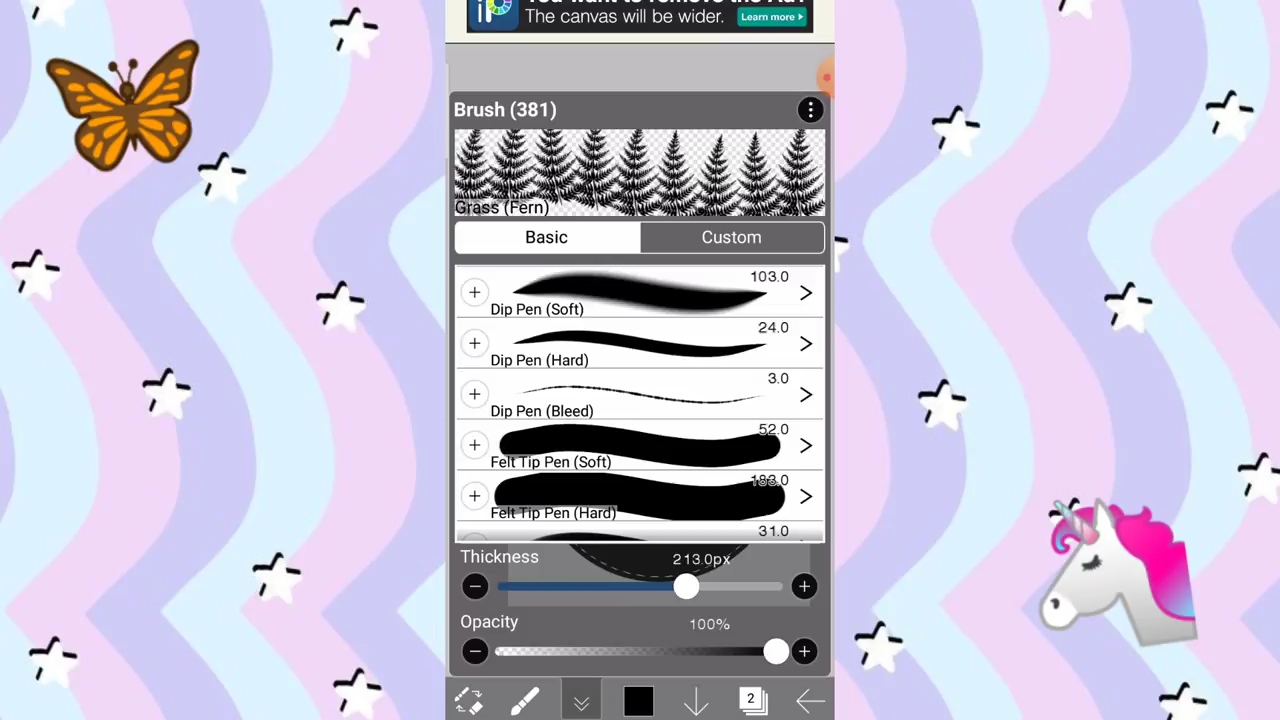 The canvas will be wider.
Learn more
Brush (381)
Grass (Fern)
Basic
Custom
103.0
Dip Pen (Soft)
24.0
Dip Pen (Hard)
3.0
Dip Pen (Bleed)
52.0
Felt Tip Pen (Soft)
183.0
Felt Tip Pen (Hard)
31.0
Thickness
213.0px
Opacity
100%
2